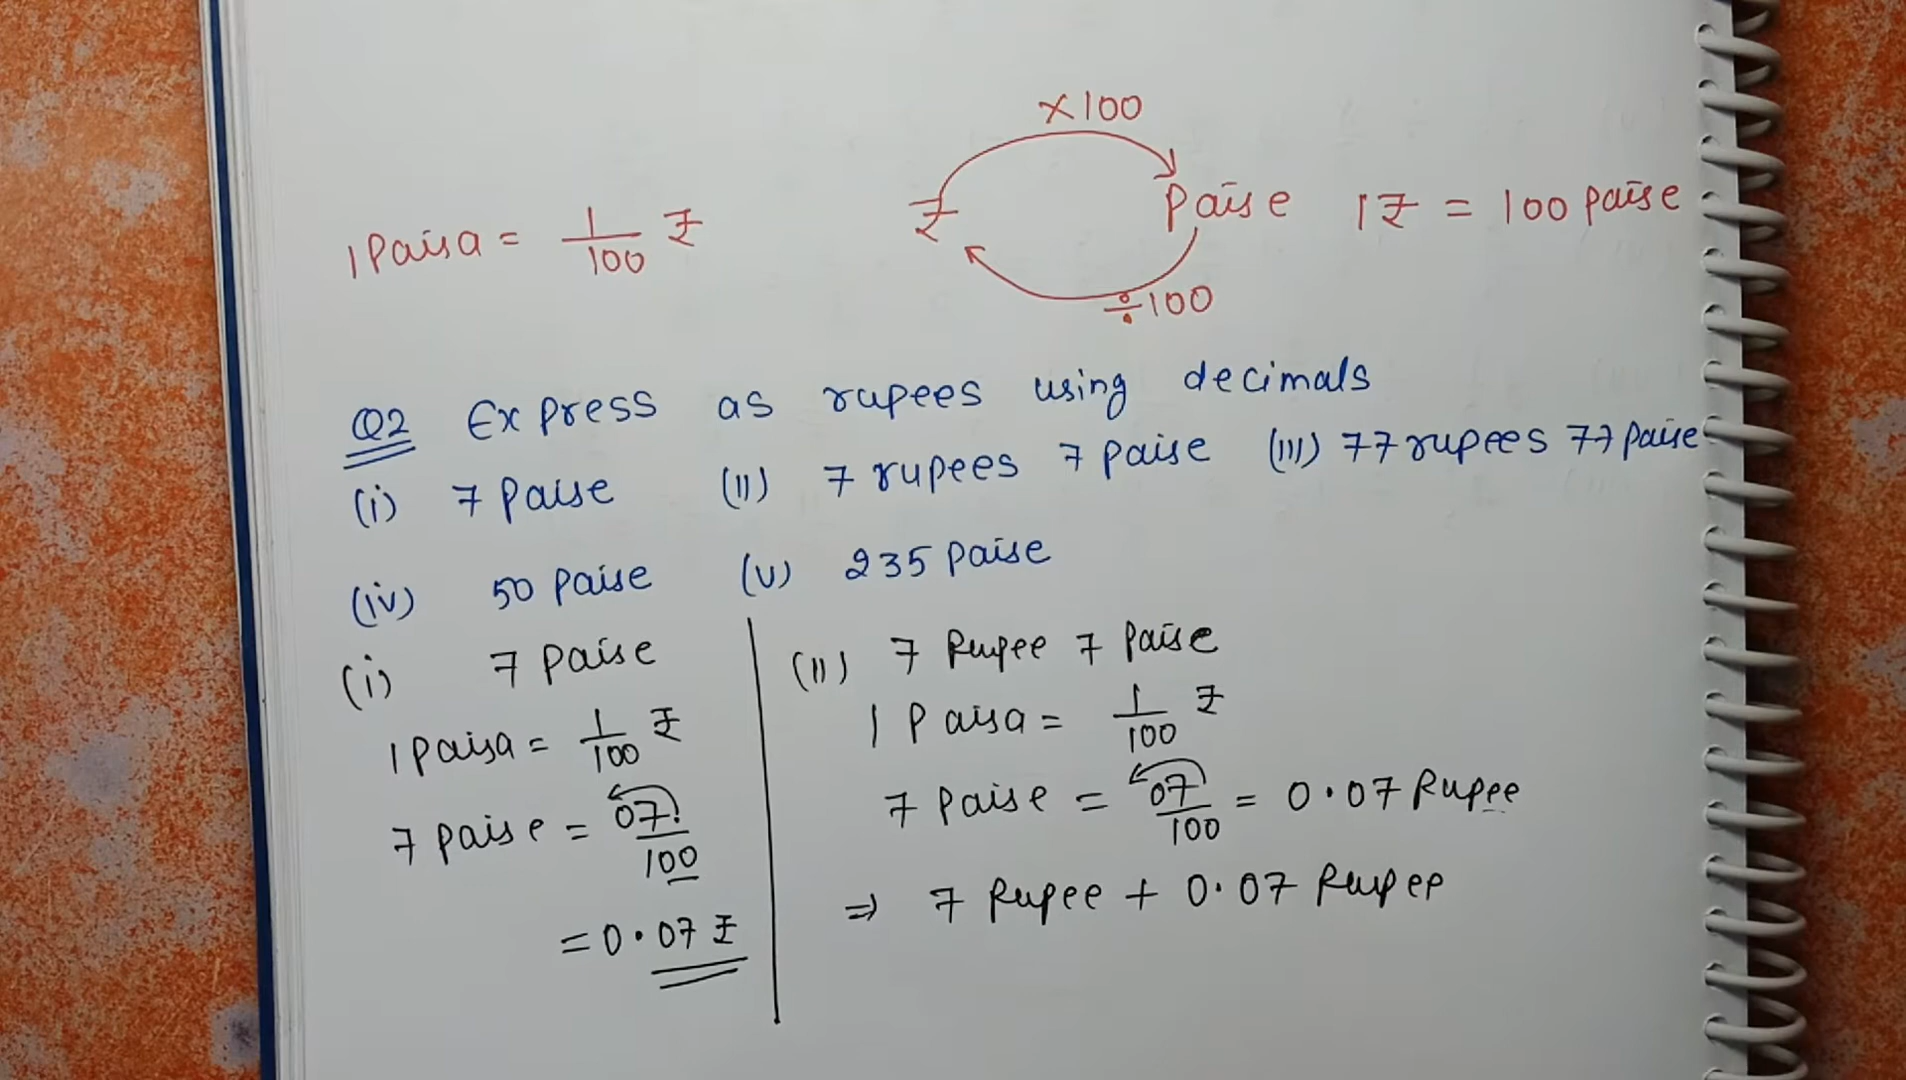 ×100
1 Paisa = 1/100 ₹
₹ Paise 1₹ = 100 paise
÷100
Q2 Express as rupees using decimals
(i) 7 Paise (ii) 7 rupees 7 paise (iii) 77 rupees 77 paise
(iv) 50 paise (v) 235 paise
(i) 7 paise
1 paisa = 1/100 ₹
7 paise = 07./100
= 0.07 ₹
(ii) 7 Rupee 7 Paise
1 Paisa = 1/100 ₹
7 Paise = 07/100 = 0.07 Rupee
⇒ 7 Rupee + 0.07 Rupee